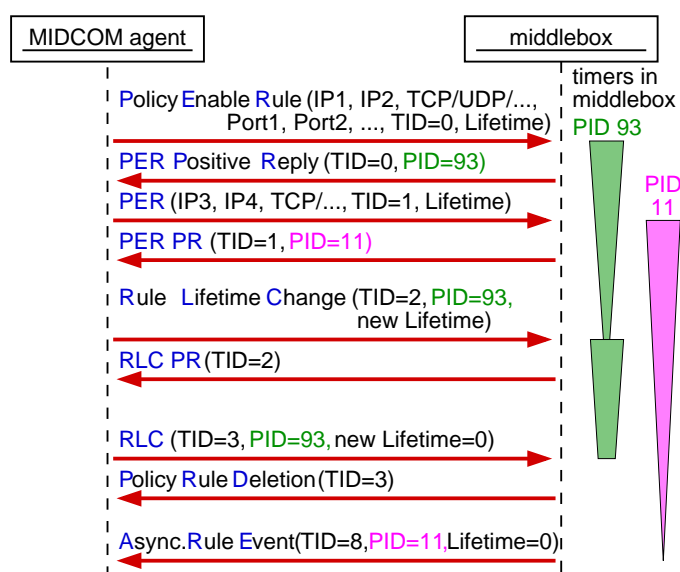 MIDCOM agent
middlebox
timers in
middlebox
PID 93
PID
11
Policy Enable Rule (IP1, IP2, TCP/UDP/...,
Port1, Port2, ..., TID=0, Lifetime)
PER Positive Reply (TID=0, PID=93)
PER (IP3, IP4, TCP/..., TID=1, Lifetime)
PER PR (TID=1, PID=11)
Rule Lifetime Change (TID=2, PID=93,
new Lifetime)
RLC PR (TID=2)
RLC (TID=3, PID=93, new Lifetime=0)
Policy Rule Deletion (TID=3)
Async.Rule Event(TID=8,PID=11,Lifetime=0)